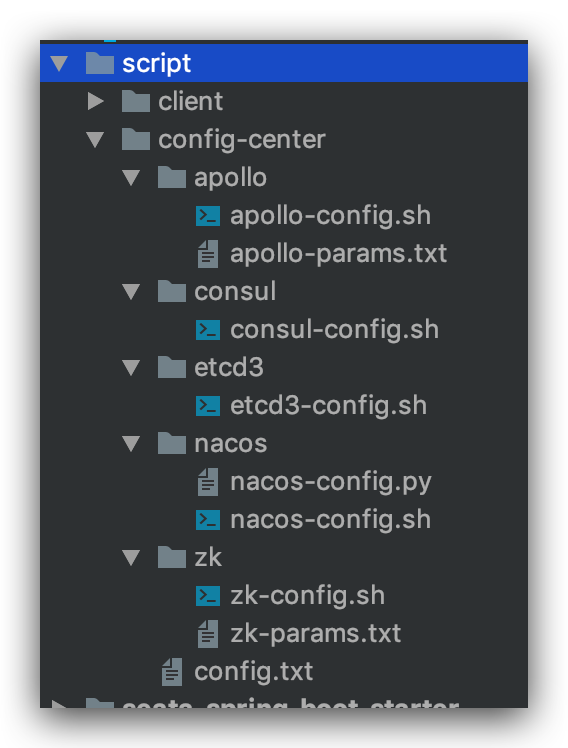 script
client
config-center
apollo
apollo-config.sh
apollo-params.txt
consul
consul-config.sh
etcd3
etcd3-config.sh
nacos
nacos-config.py
nacos-config.sh
zk
zk-config.sh
zk-params.txt
config.txt